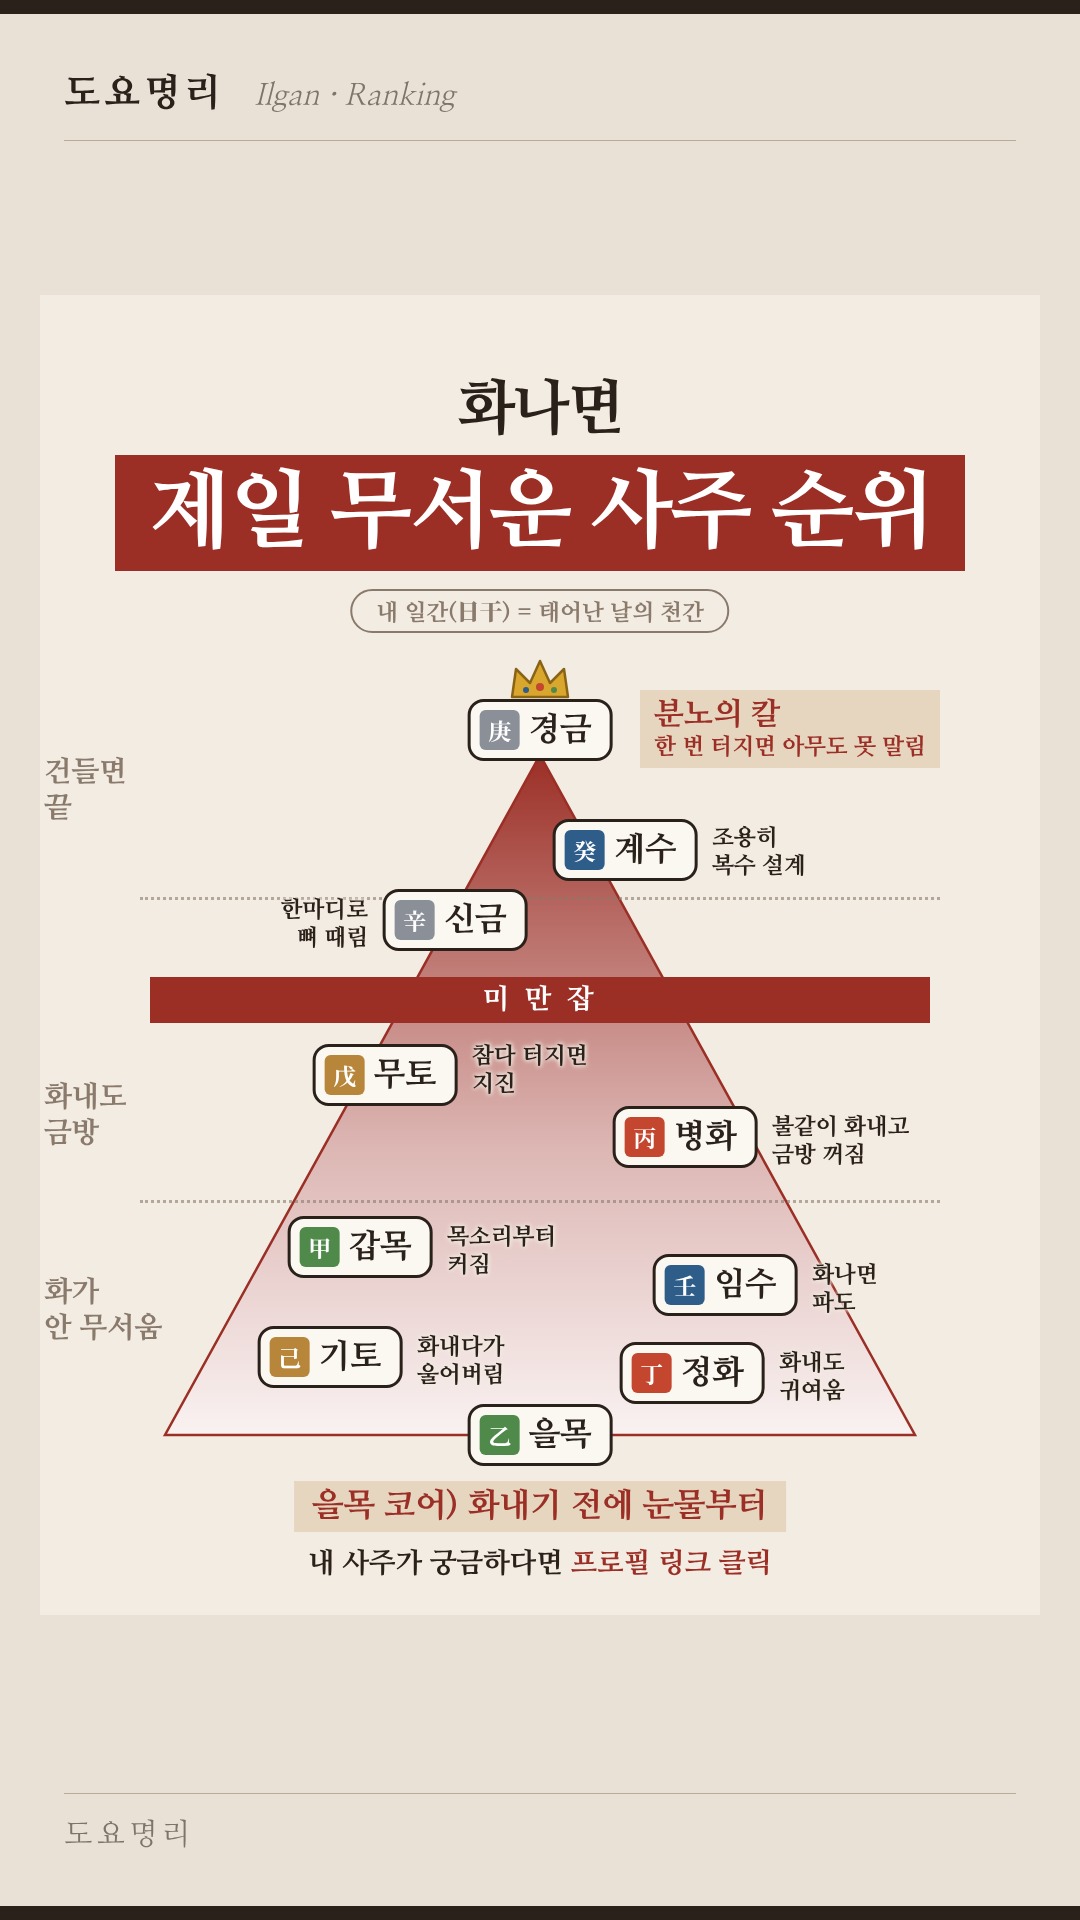 도요명리 Ilgan · Ranking
화나면
제일 무서운 사주 순위
내 일간(日干) = 태어난 날의 천간
庚 경금
분노의 칼
한 번 터지면 아무도 못 말림
건들면
끝
癸 계수
조용히
복수 설계
한마디로
뼈 때림
辛 신금
미만잡
戊 무토
참다 터지면
지진
화내도
금방
丙 병화
불같이 화내고
금방 꺼짐
甲 갑목
목소리부터
커짐
壬 임수
화나면
파도
화가
안 무서움
己 기토
화내다가
울어버림
丁 정화
화내도
귀여움
乙 을목
을목 코어) 화내기 전에 눈물부터
내 사주가 궁금하다면 프로필 링크 클릭
도요명리